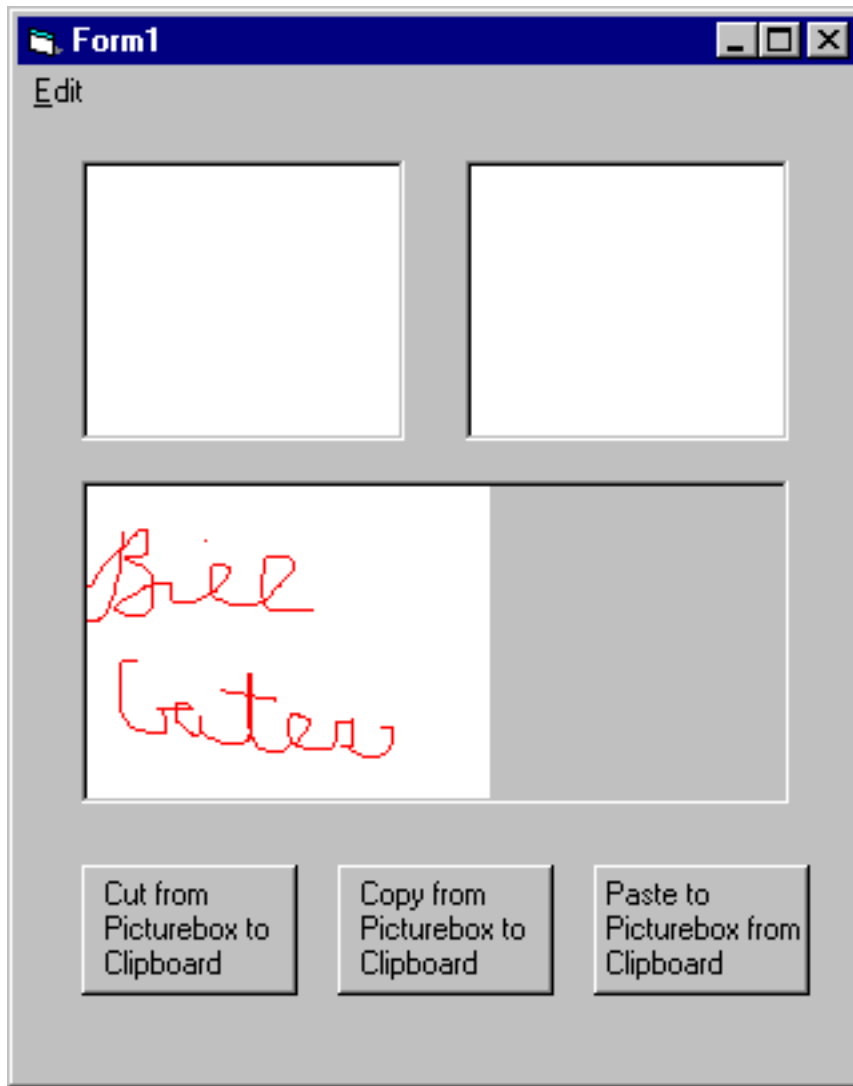 Form1
Edit
Bill
Gates
Cut from
Picturebox to
Clipboard
Copy from
Picturebox to
Clipboard
Paste to
Picturebox from
Clipboard